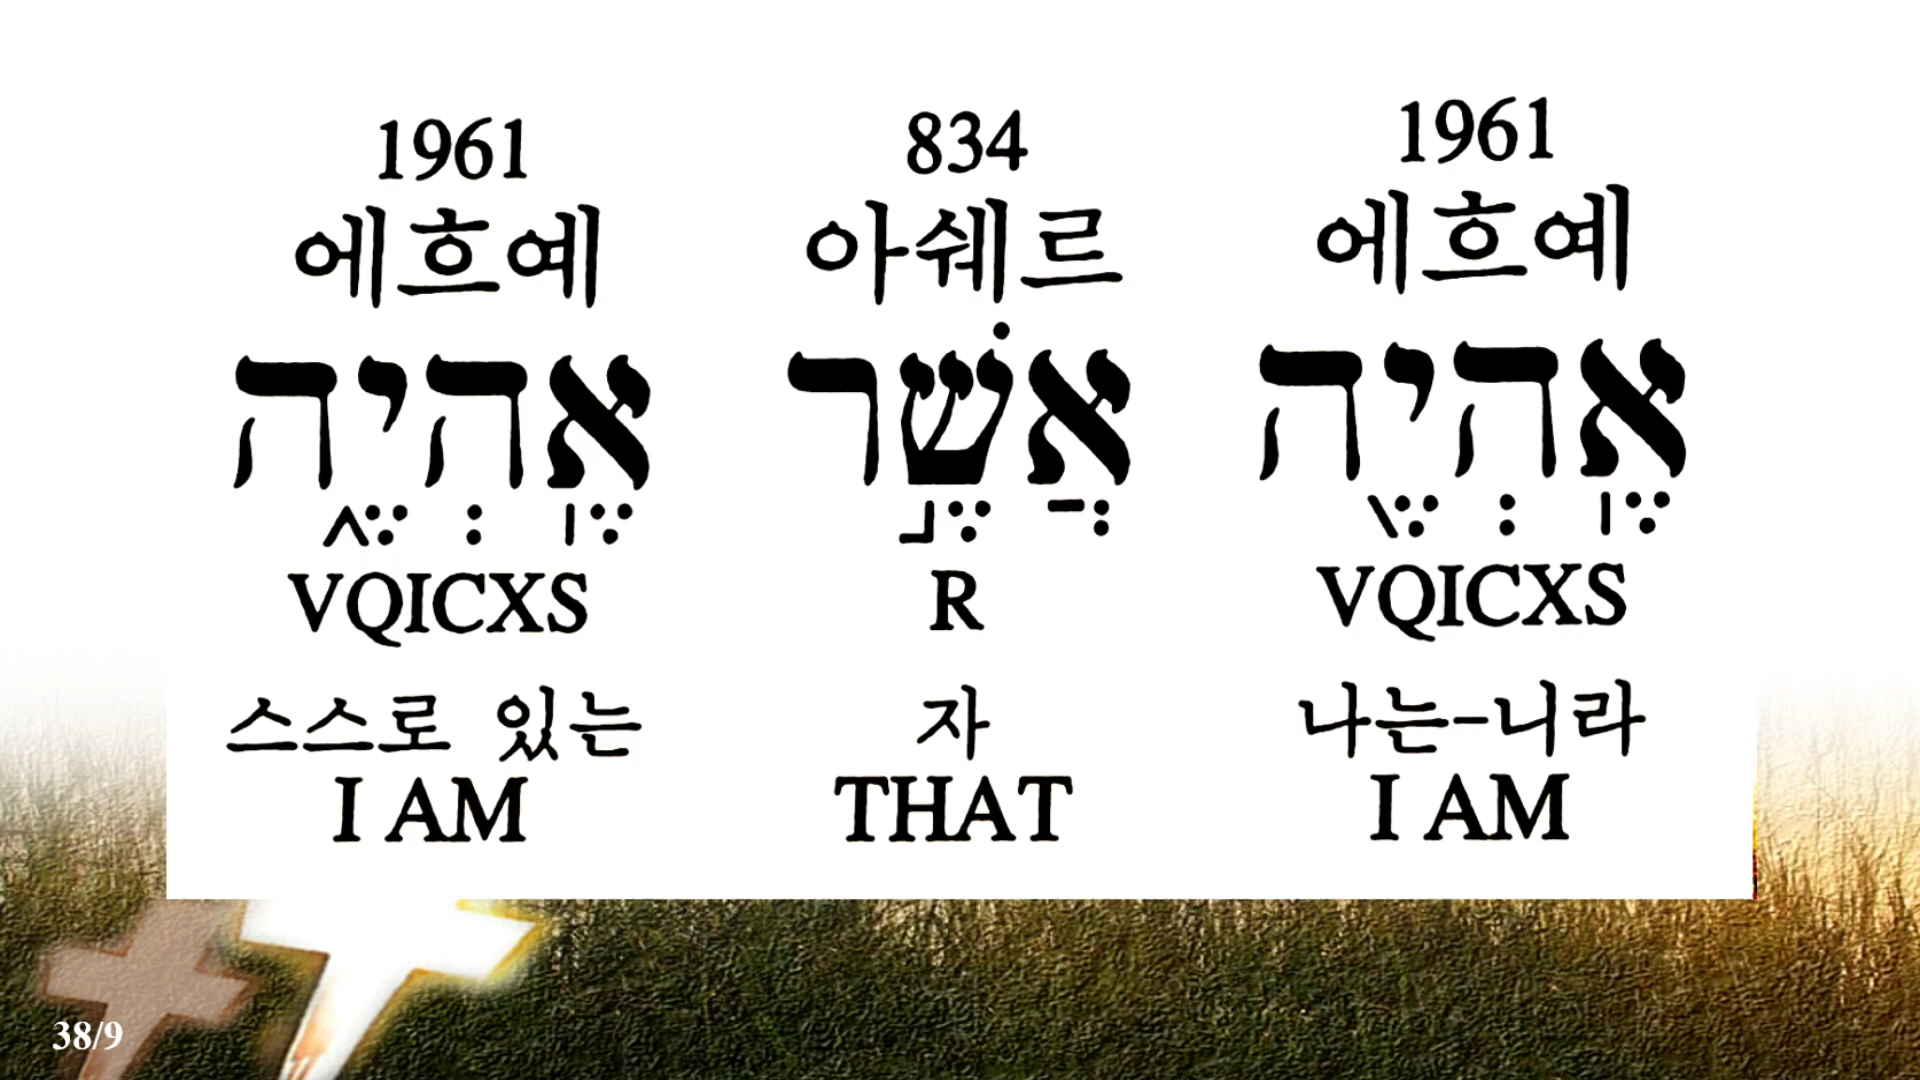 1961 834 1961
에흐예 아쉐르 에흐예
אֶֽהְיֶ֑ה אֲשֶׁ֣ר אֶֽהְיֶ֖ה
VQICXS R VQICXS
스스로 있는 자 나는-니라
I AM THAT I AM
38/9